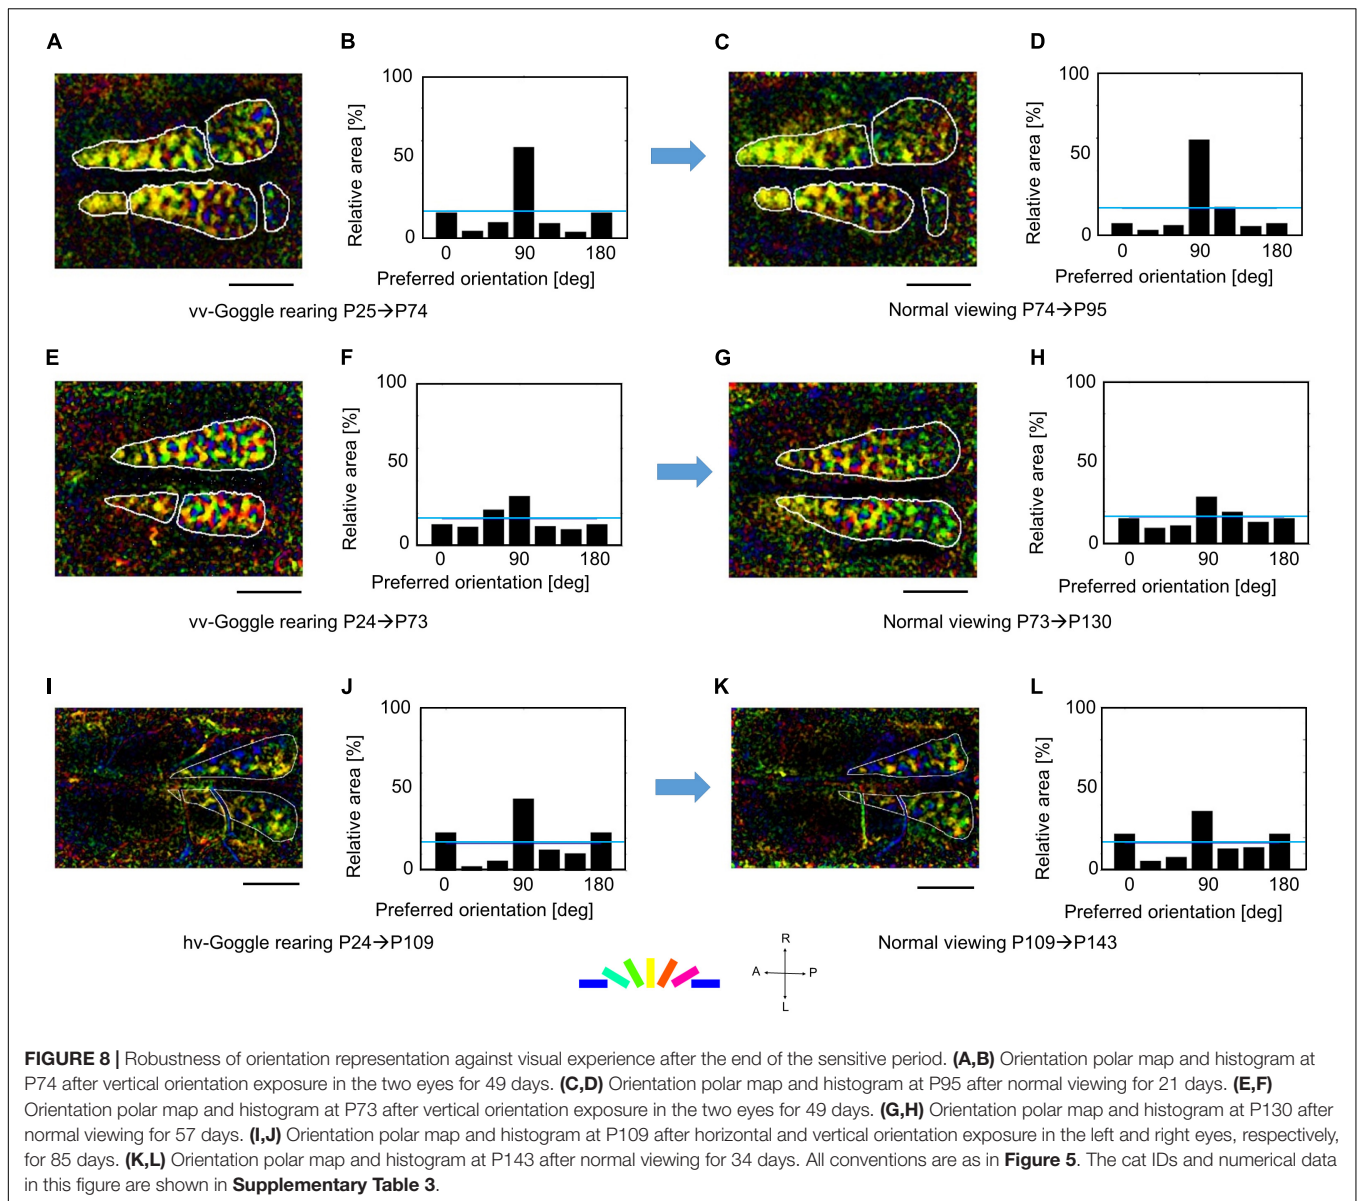 A B C D
100 100
Relative area [%] Relative area [%]
50 50
0 0
0 90 180 0 90 180
Preferred orientation [deg] Preferred orientation [deg]
vv-Goggle rearing P25→P74 Normal viewing P74→P95
E F G H
100 100
Relative area [%] Relative area [%]
50 50
0 0
0 90 180 0 90 180
Preferred orientation [deg] Preferred orientation [deg]
vv-Goggle rearing P24→P73 Normal viewing P73→P130
I J K L
100 100
Relative area [%] Relative area [%]
50 50
0 0
0 90 180 0 90 180
Preferred orientation [deg] Preferred orientation [deg]
hv-Goggle rearing P24→P109 Normal viewing P109→P143
R
A P
L
FIGURE 8 | Robustness of orientation representation against visual experience after the end of the sensitive period. (A,B) Orientation polar map and histogram at
P74 after vertical orientation exposure in the two eyes for 49 days. (C,D) Orientation polar map and histogram at P95 after normal viewing for 21 days. (E,F)
Orientation polar map and histogram at P73 after vertical orientation exposure in the two eyes for 49 days. (G,H) Orientation polar map and histogram at P130 after
normal viewing for 57 days. (I,J) Orientation polar map and histogram at P109 after horizontal and vertical orientation exposure in the left and right eyes, respectively,
for 85 days. (K,L) Orientation polar map and histogram at P143 after normal viewing for 34 days. All conventions are as in Figure 5. The cat IDs and numerical data
in this figure are shown in Supplementary Table 3.